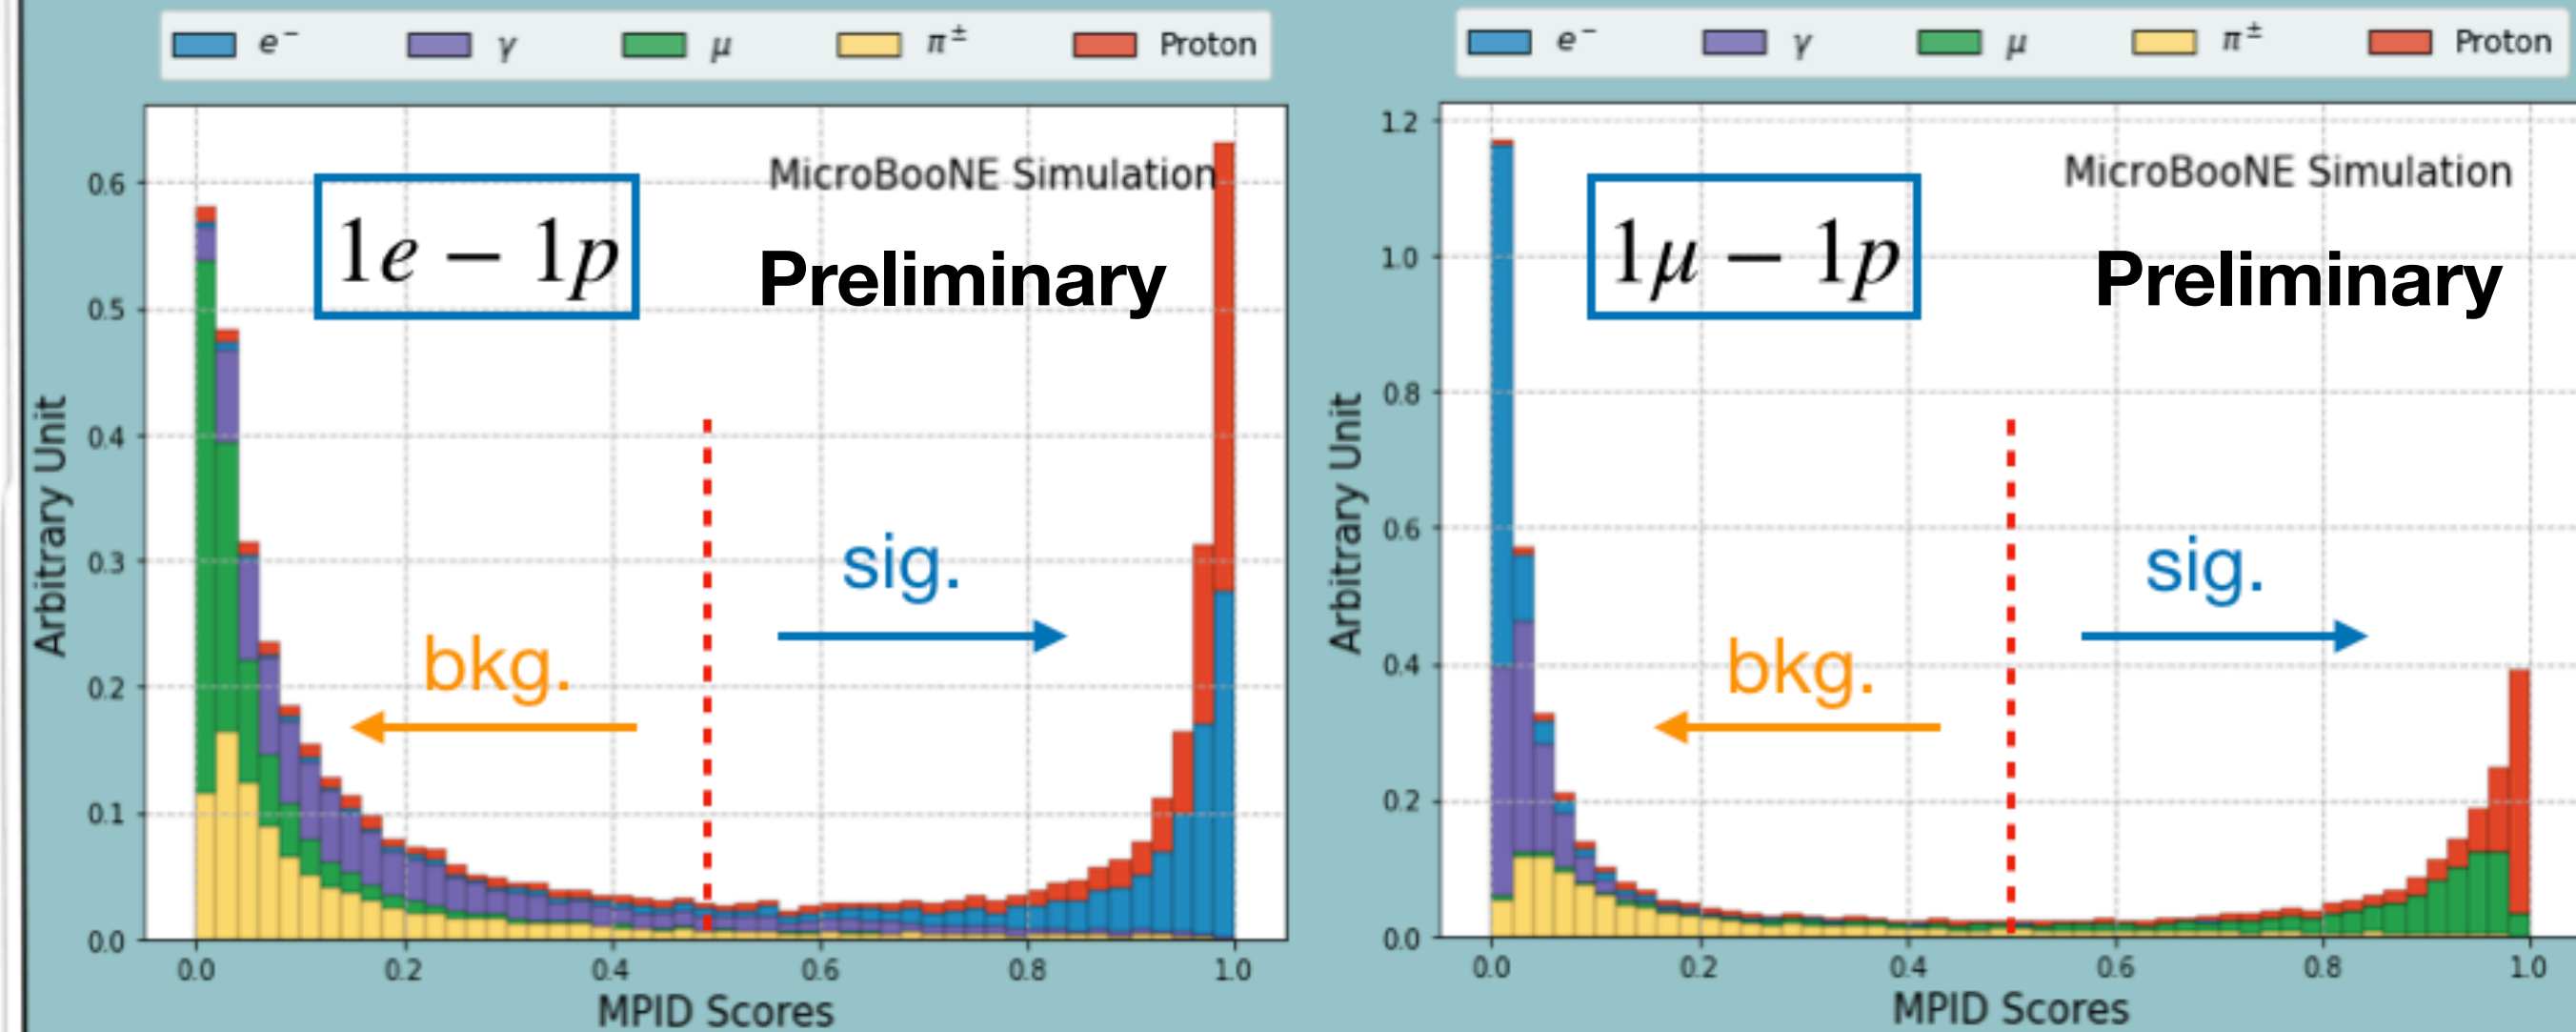 e⁻ γ μ π± Proton
MicroBooNE Simulation
1e − 1p
Preliminary
sig.
bkg.
Arbitrary Unit
0.6
0.5
0.4
0.3
0.2
0.1
0.0
0.0 0.2 0.4 0.6 0.8 1.0
MPID Scores
e⁻ γ μ π± Proton
MicroBooNE Simulation
1μ − 1p
Preliminary
sig.
bkg.
Arbitrary Unit
1.2
1.0
0.8
0.6
0.4
0.2
0.0
0.0 0.2 0.4 0.6 0.8 1.0
MPID Scores